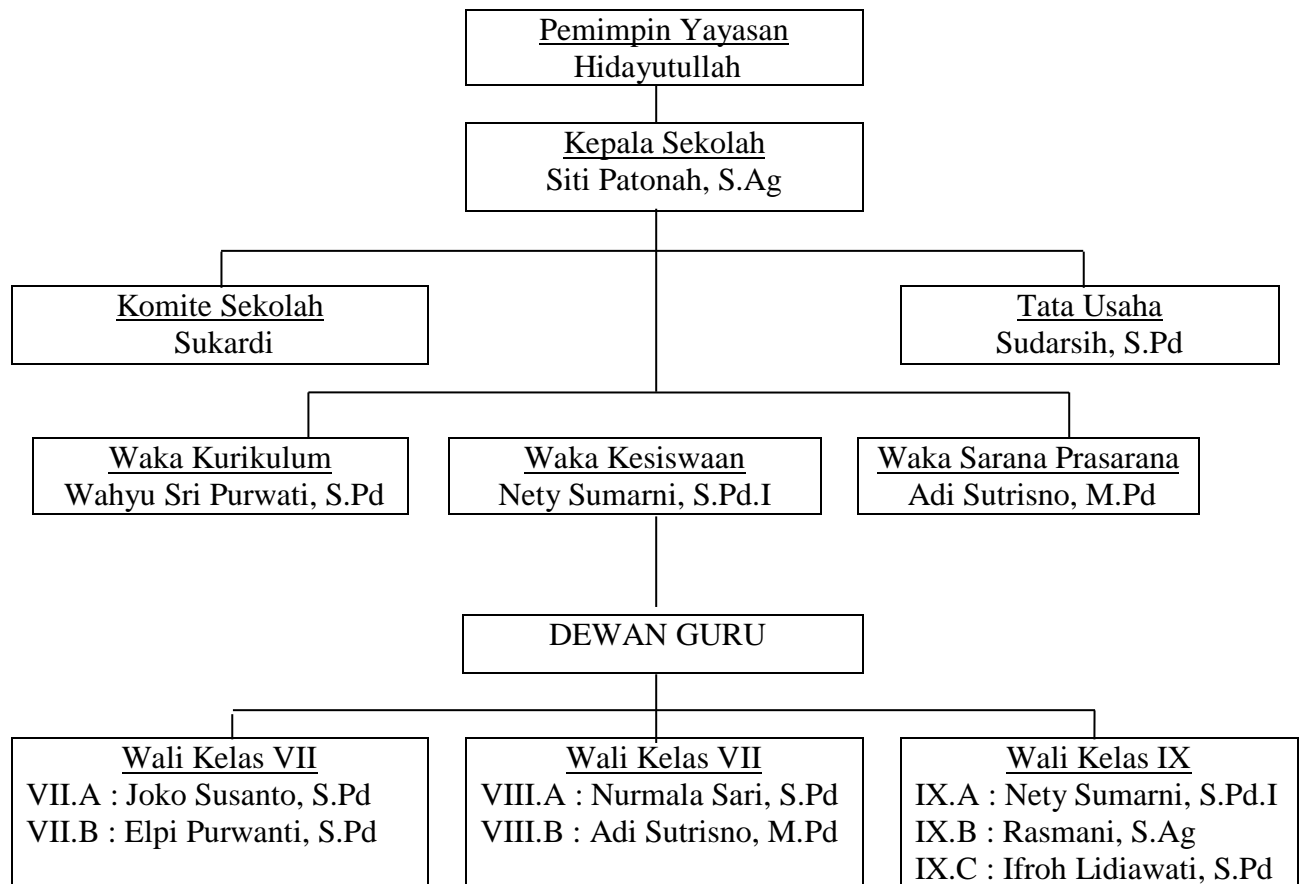 Pemimpin Yayasan
Hidayutullah
Kepala Sekolah
Siti Patonah, S.Ag
Komite Sekolah
Sukardi
Tata Usaha
Sudarsih, S.Pd
Waka Kurikulum
Wahyu Sri Purwati, S.Pd
Waka Kesiswaan
Nety Sumarni, S.Pd.I
Waka Sarana Prasarana
Adi Sutrisno, M.Pd
DEWAN GURU
Wali Kelas VII
VII.A : Joko Susanto, S.Pd
VII.B : Elpi Purwanti, S.Pd
Wali Kelas VII
VIII.A : Nurmala Sari, S.Pd
VIII.B : Adi Sutrisno, M.Pd
Wali Kelas IX
IX.A : Nety Sumarni, S.Pd.I
IX.B : Rasmani, S.Ag
IX.C : Ifroh Lidiawati, S.Pd